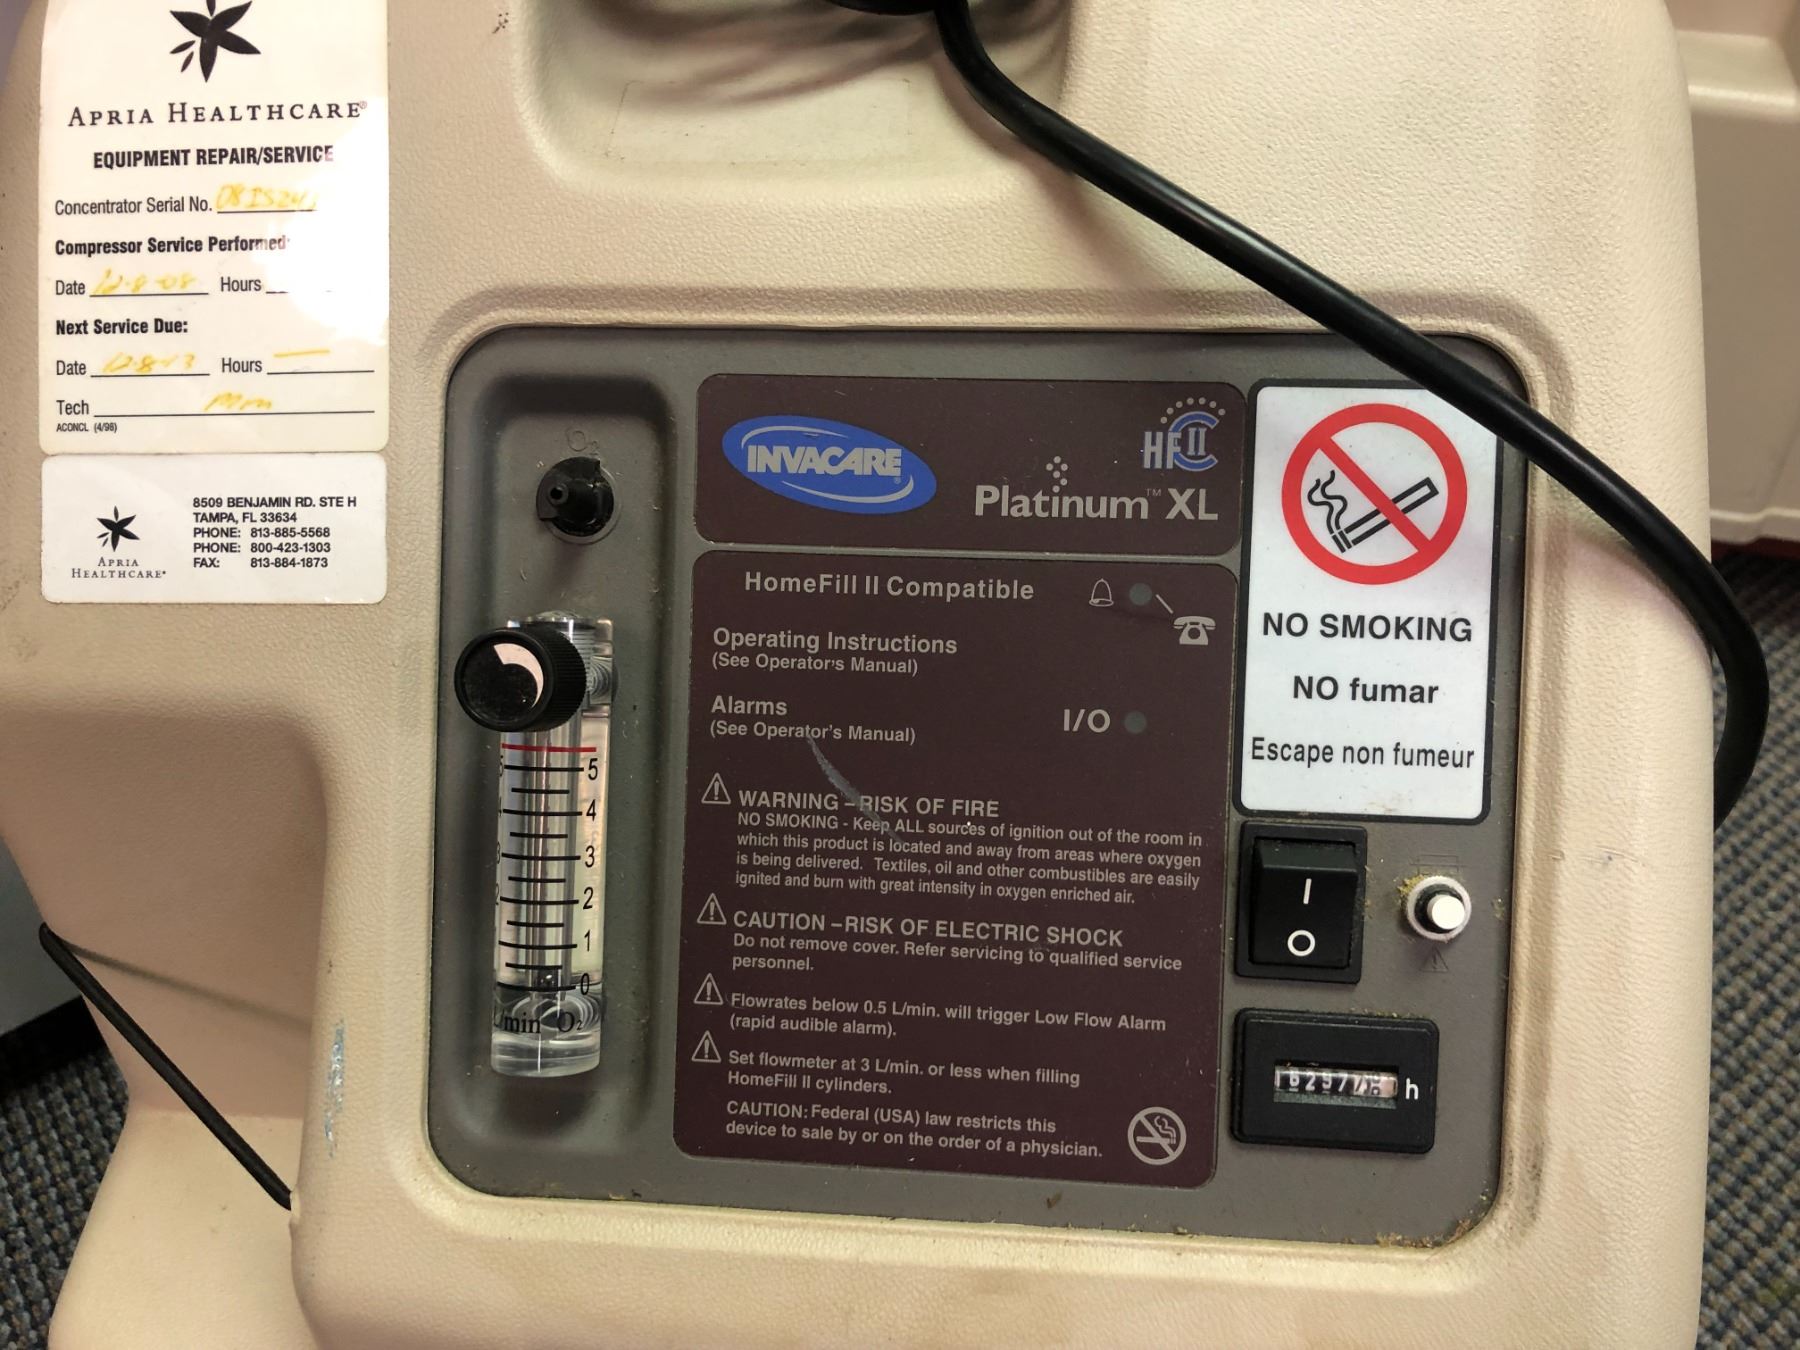 APRIA HEALTHCARE®
EQUIPMENT REPAIR/SERVICE
Concentrator Serial No.
Compressor Service Performed:
Date 12-8-08 Hours
Next Service Due:
Date 12-8-13 Hours —
Tech
ACONCL (4/98)
8509 BENJAMIN RD. STE H
TAMPA, FL 33634
PHONE: 813-885-5568
PHONE: 800-423-1303
FAX: 813-884-1873
APRIA
HEALTHCARE®
O2
5
4
3
2
1
0
L/min O2
INVACARE®
HFCII
Platinum™ XL
HomeFill II Compatible
Operating Instructions
(See Operator's Manual)
Alarms
(See Operator's Manual)
I/O
WARNING – RISK OF FIRE
NO SMOKING - Keep ALL sources of ignition out of the room in
which this product is located and away from areas where oxygen
is being delivered. Textiles, oil and other combustibles are easily
ignited and burn with great intensity in oxygen enriched air.
CAUTION – RISK OF ELECTRIC SHOCK
Do not remove cover. Refer servicing to qualified service
personnel.
Flowrates below 0.5 L/min. will trigger Low Flow Alarm
(rapid audible alarm).
Set flowmeter at 3 L/min. or less when filling
HomeFill II cylinders.
CAUTION: Federal (USA) law restricts this
device to sale by or on the order of a physician.
NO SMOKING
NO fumar
Escape non fumeur
I
O
h